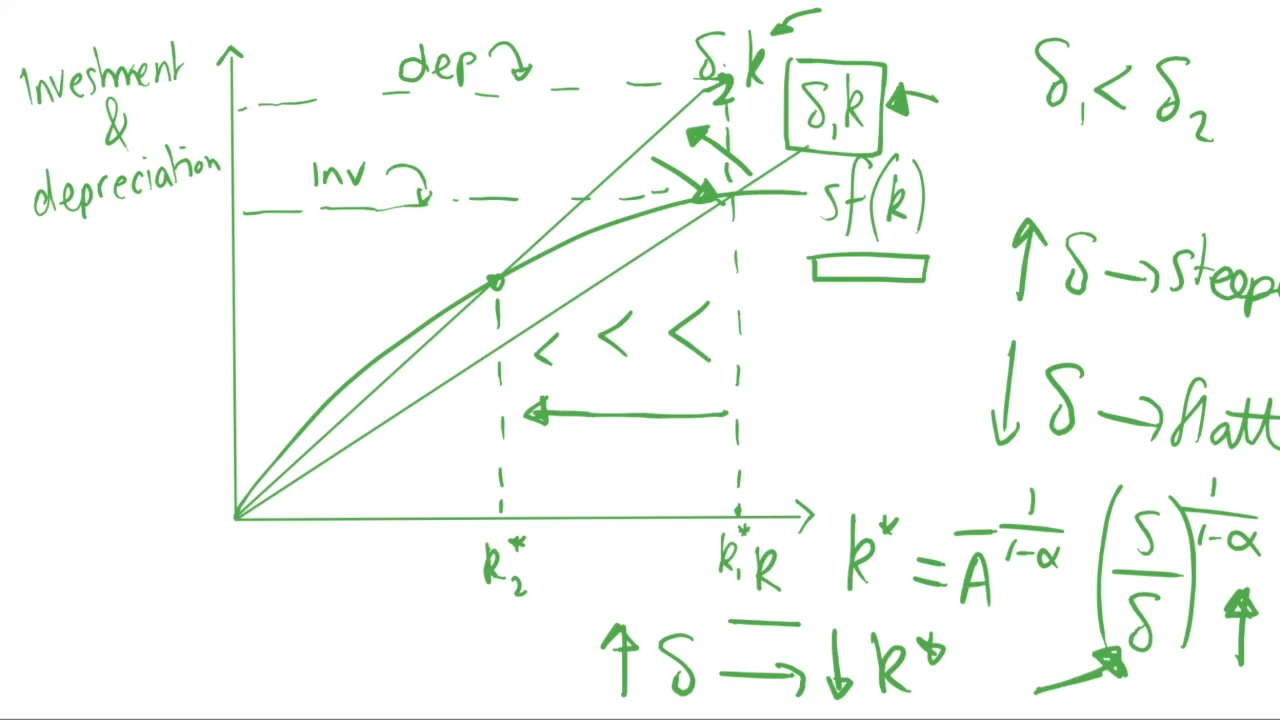 Investment
&
depreciation
dep
Inv
δ₂k
δ₁k
sf(k)
δ₁ < δ₂
↑ δ → steepe
↓ δ → flatt
< < <
k₂*
k₁*
k
k* = Ā^(1/(1-α)) (s/δ)^(1/(1-α))
↑ δ → ↓ k*